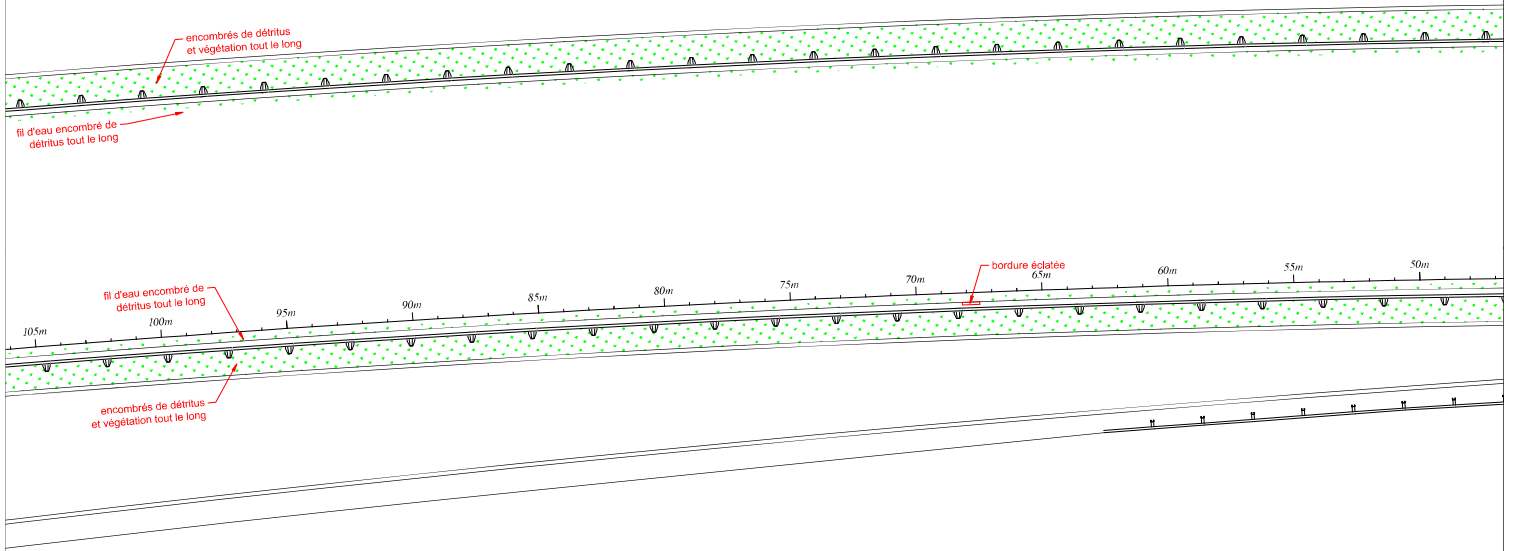 encombrés de détritus
et végétation tout le long
fil d'eau encombré de
détritus tout le long
bordure éclatée
fil d'eau encombré de
détritus tout le long
105m
100m
95m
90m
85m
80m
75m
70m
65m
60m
55m
50m
encombrés de détritus
et végétation tout le long